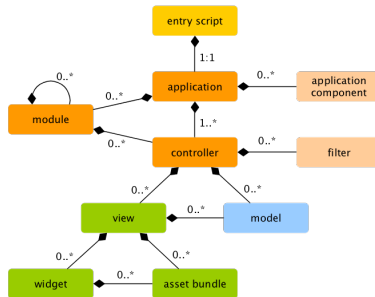 entry script
1:1
application
0..*
application
component
0..*
0..*
module
1..*
0..*
controller
0..*
filter
0..*
0..*
view
0..*
model
0..*
0..*
widget
0..*
asset bundle